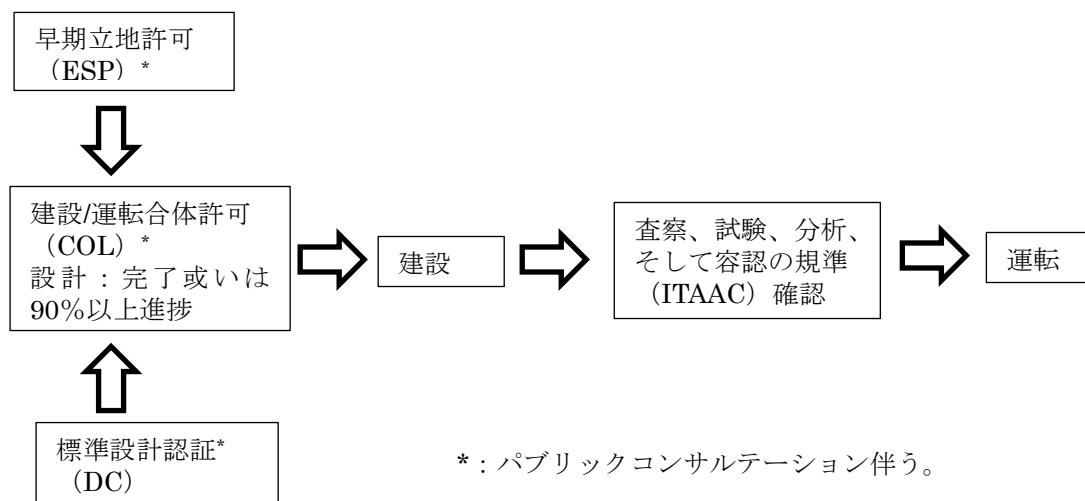 早期立地許可
（ESP）*
建設/運転合体許可
（COL）*
設計：完了或いは
90%以上進捗
建設
査察、試験、分析、
そして容認の規準
（ITAAC）確認
運転
標準設計認証*
（DC）
*：パブリックコンサルテーション伴う。